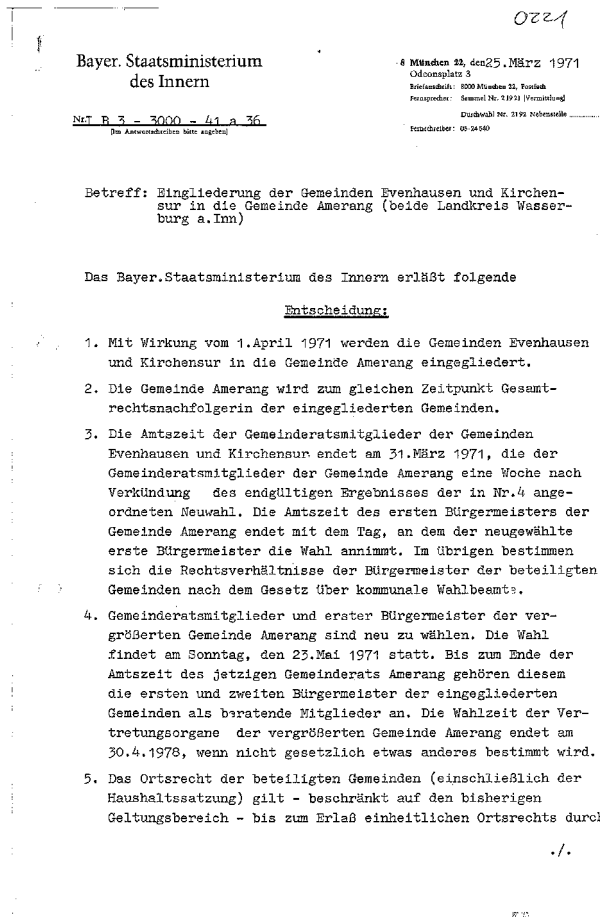 0221
Bayer. Staatsministerium
des Innern
8 München 22, den 25.März 1971
Odeonsplatz 3
Briefanschrift: 8000 München 22, Postfach
Fernsprecher: Sammel Nr. 21921 (Vermittlung)
Durchwahl Nr. 2192 Nebenstelle
Fernschreiber: 05-24540
Nr. I B 3 - 3000 - 41 a 36
(Im Antwortschreiben bitte angeben)
Betreff: Eingliederung der Gemeinden Evenhausen und Kirchen-
sur in die Gemeinde Amerang (beide Landkreis Wasser-
burg a.Inn)
Das Bayer.Staatsministerium des Innern erläßt folgende
Entscheidung:
1. Mit Wirkung vom 1.April 1971 werden die Gemeinden Evenhausen
und Kirchensur in die Gemeinde Amerang eingegliedert.
2. Die Gemeinde Amerang wird zum gleichen Zeitpunkt Gesamt-
rechtsnachfolgerin der eingegliederten Gemeinden.
3. Die Amtszeit der Gemeinderatsmitglieder der Gemeinden
Evenhausen und Kirchensur endet am 31.März 1971, die der
Gemeinderatsmitglieder der Gemeinde Amerang eine Woche nach
Verkündung des endgültigen Ergebnisses der in Nr.4 ange-
ordneten Neuwahl. Die Amtszeit des ersten Bürgermeisters der
Gemeinde Amerang endet mit dem Tag, an dem der neugewählte
erste Bürgermeister die Wahl annimmt. Im übrigen bestimmen
sich die Rechtsverhältnisse der Bürgermeister der beteiligten
Gemeinden nach dem Gesetz über kommunale Wahlbeamte.
4. Gemeinderatsmitglieder und erster Bürgermeister der ver-
größerten Gemeinde Amerang sind neu zu wählen. Die Wahl
findet am Sonntag, den 23.Mai 1971 statt. Bis zum Ende der
Amtszeit des jetzigen Gemeinderats Amerang gehören diesem
die ersten und zweiten Bürgermeister der eingegliederten
Gemeinden als beratende Mitglieder an. Die Wahlzeit der Ver-
tretungsorgane der vergrößerten Gemeinde Amerang endet am
30.4.1978, wenn nicht gesetzlich etwas anderes bestimmt wird.
5. Das Ortsrecht der beteiligten Gemeinden (einschließlich der
Haushaltssatzung) gilt - beschränkt auf den bisherigen
Geltungsbereich - bis zum Erlaß einheitlichen Ortsrechts durch
./.